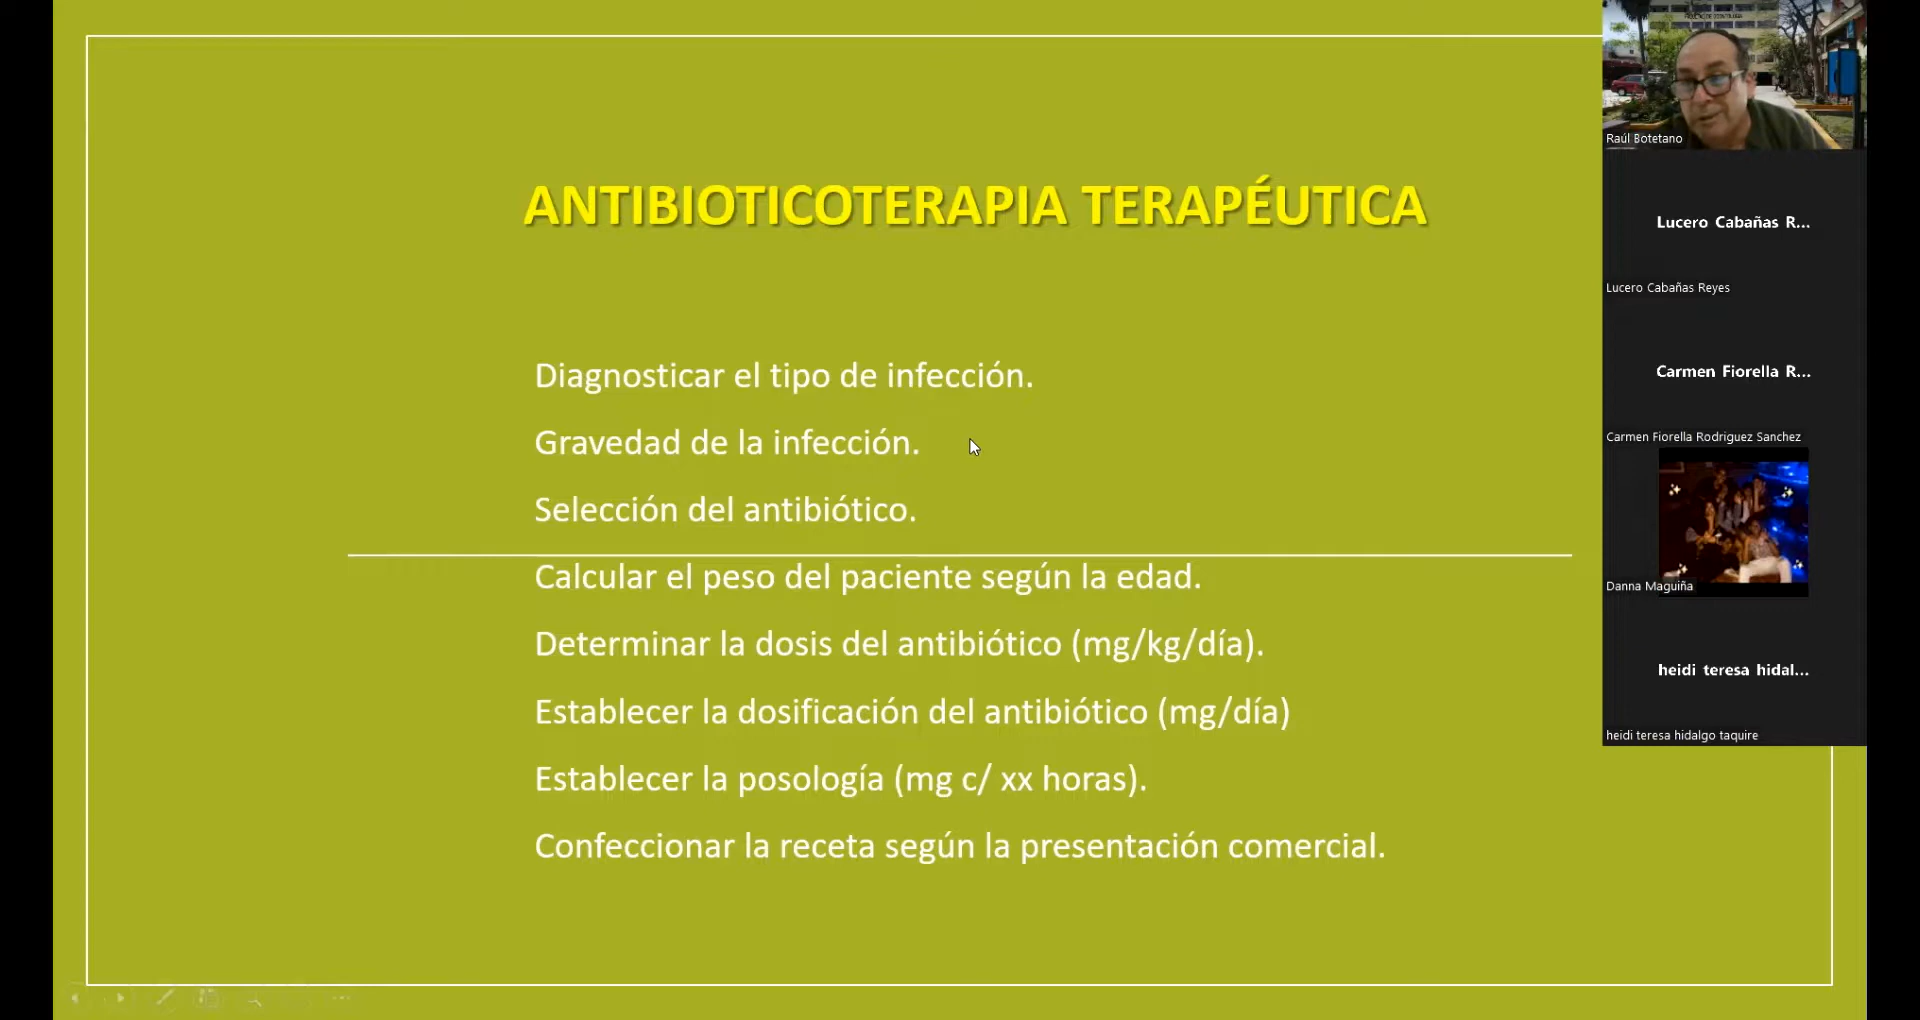 ANTIBIOTICOTERAPIA TERAPÉUTICA
Diagnosticar el tipo de infección.
Gravedad de la infección.
Selección del antibiótico.
Calcular el peso del paciente según la edad.
Determinar la dosis del antibiótico (mg/kg/día).
Establecer la dosificación del antibiótico (mg/día)
Establecer la posología (mg c/ xx horas).
Confeccionar la receta según la presentación comercial.
Raúl Botetano
Lucero Cabañas R...
Lucero Cabañas Reyes
Carmen Fiorella R...
Carmen Fiorella Rodriguez Sanchez
Danna Maguiña
heidi teresa hidal...
heidi teresa hidalgo taquire